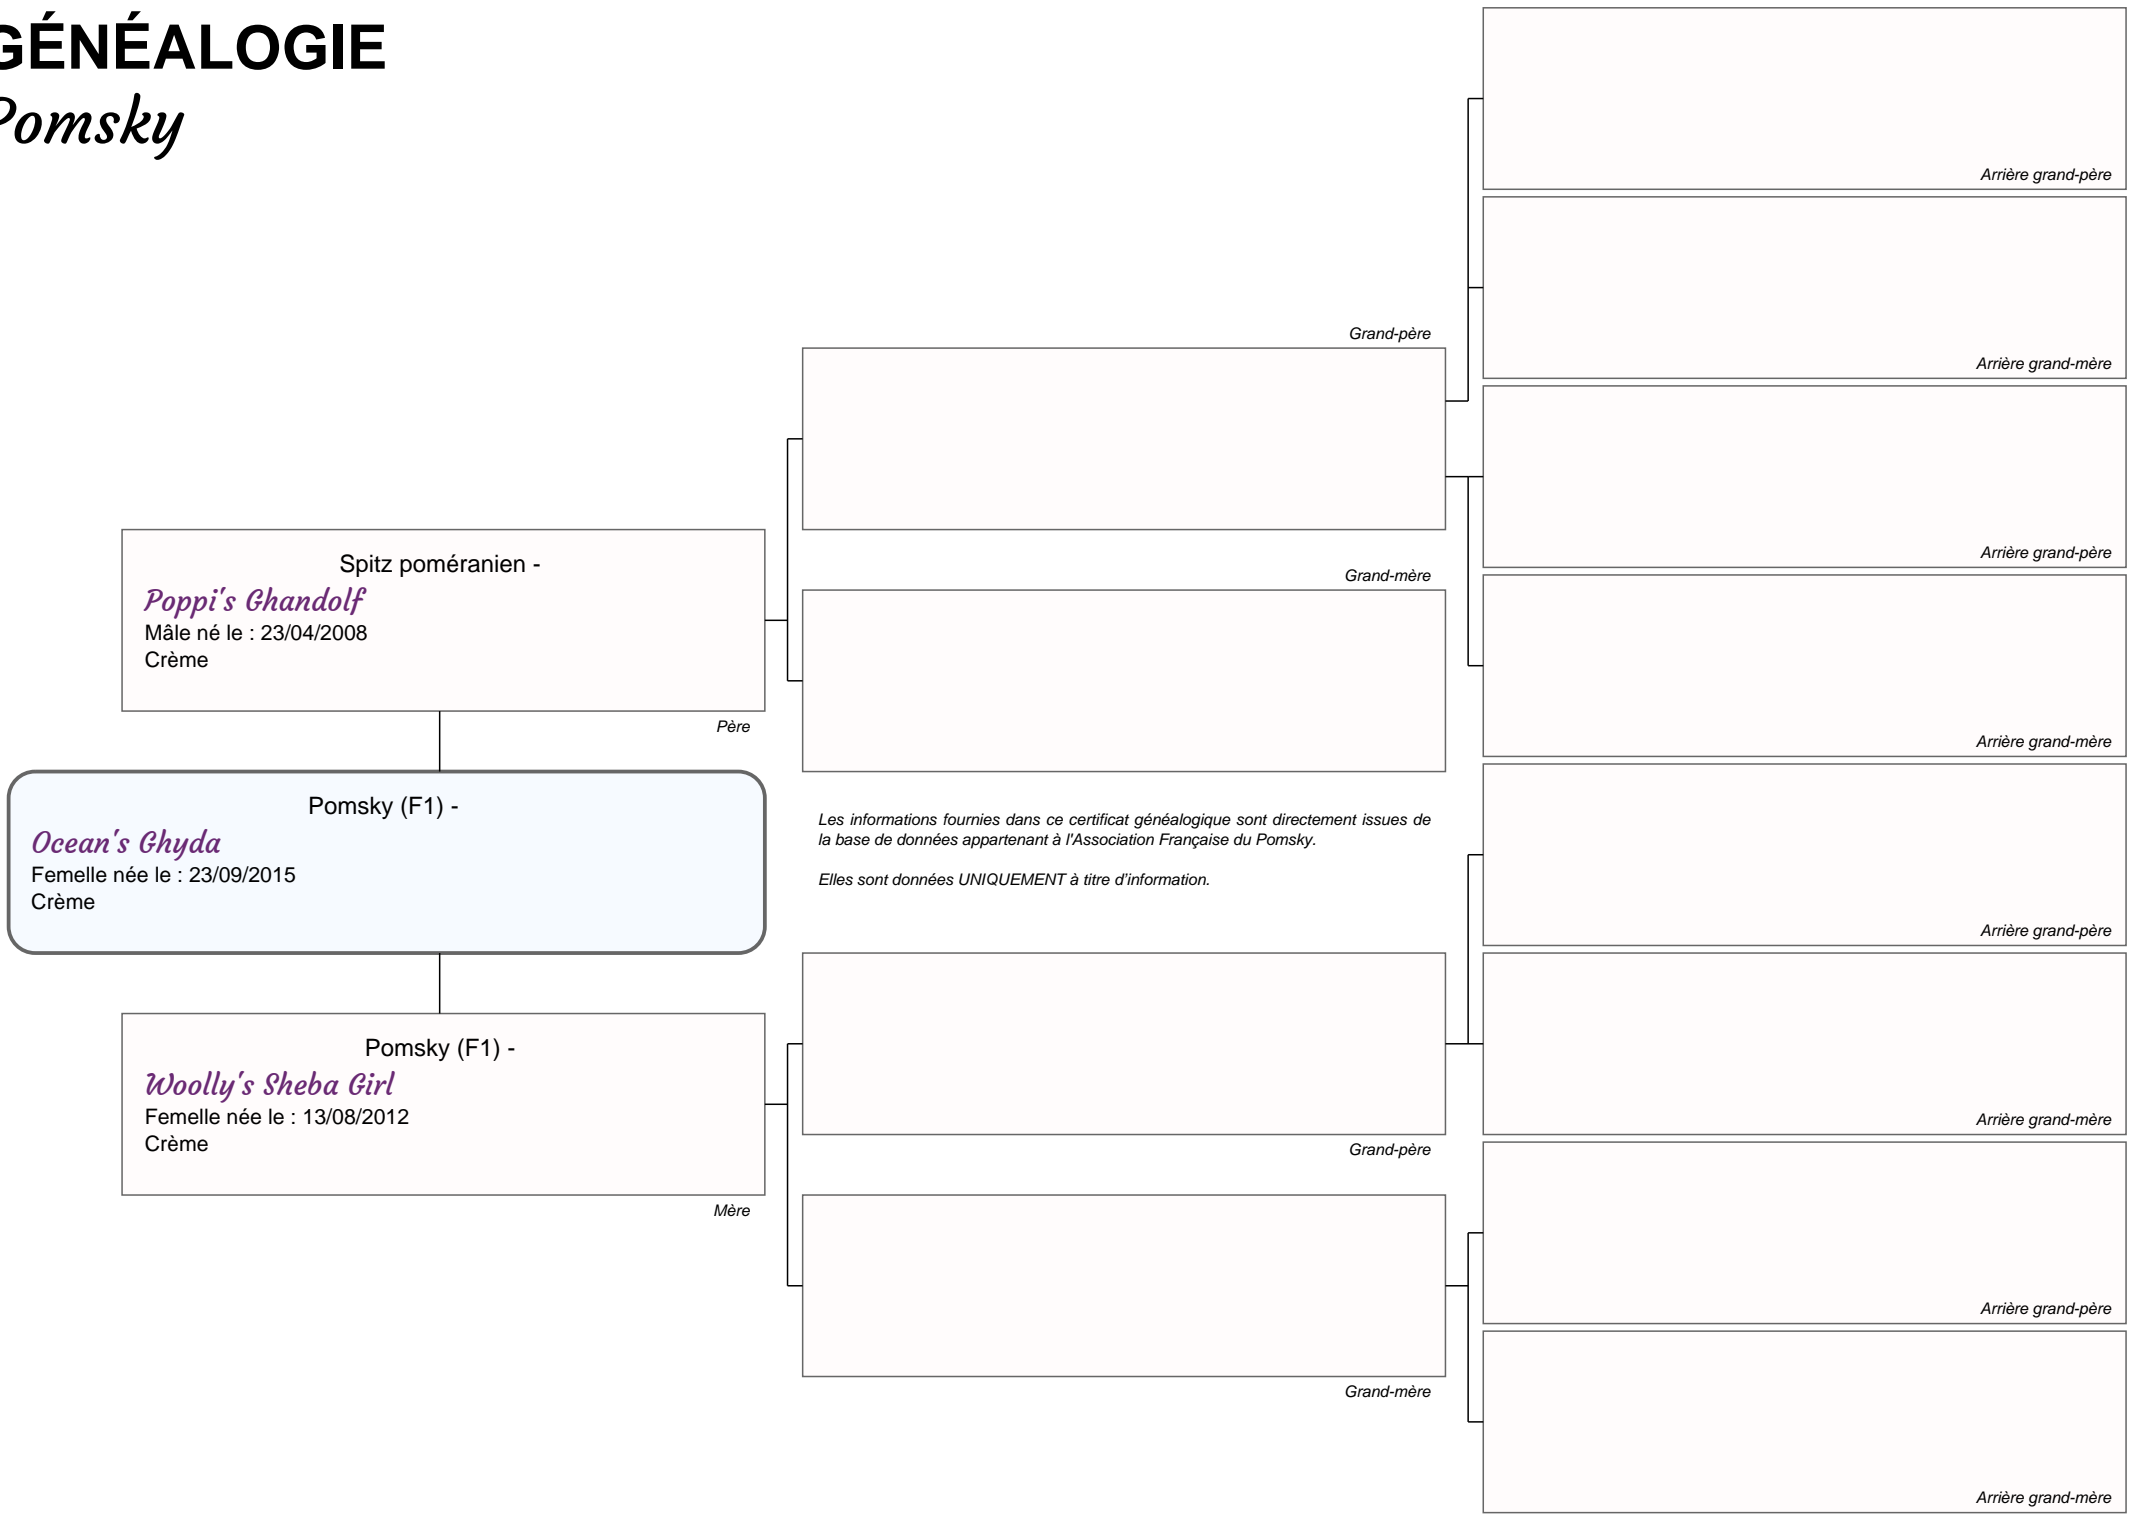 GÉNÉALOGIE
Pomsky
Arrière grand-père
Arrière grand-mère
Grand-père
Arrière grand-père
Grand-mère
Arrière grand-mère
Spitz poméranien -
Poppi's Ghandolf
Mâle né le : 23/04/2008
Crème
Père
Pomsky (F1) -
Ocean's Ghyda
Femelle née le : 23/09/2015
Crème
Les informations fournies dans ce certificat généalogique sont directement issues de
la base de données appartenant à l'Association Française du Pomsky.
Elles sont données UNIQUEMENT à titre d'information.
Arrière grand-père
Arrière grand-mère
Pomsky (F1) -
Woolly's Sheba Girl
Femelle née le : 13/08/2012
Crème
Mère
Grand-père
Grand-mère
Arrière grand-père
Arrière grand-mère